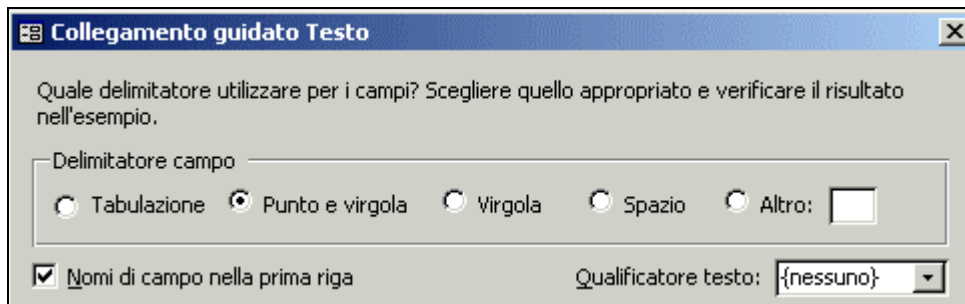 Collegamento guidato Testo
Quale delimitatore utilizzare per i campi? Scegliere quello appropriato e verificare il risultato
nell'esempio.
Delimitatore campo
Tabulazione Punto e virgola Virgola Spazio Altro:
Nomi di campo nella prima riga Qualificatore testo: {nessuno}